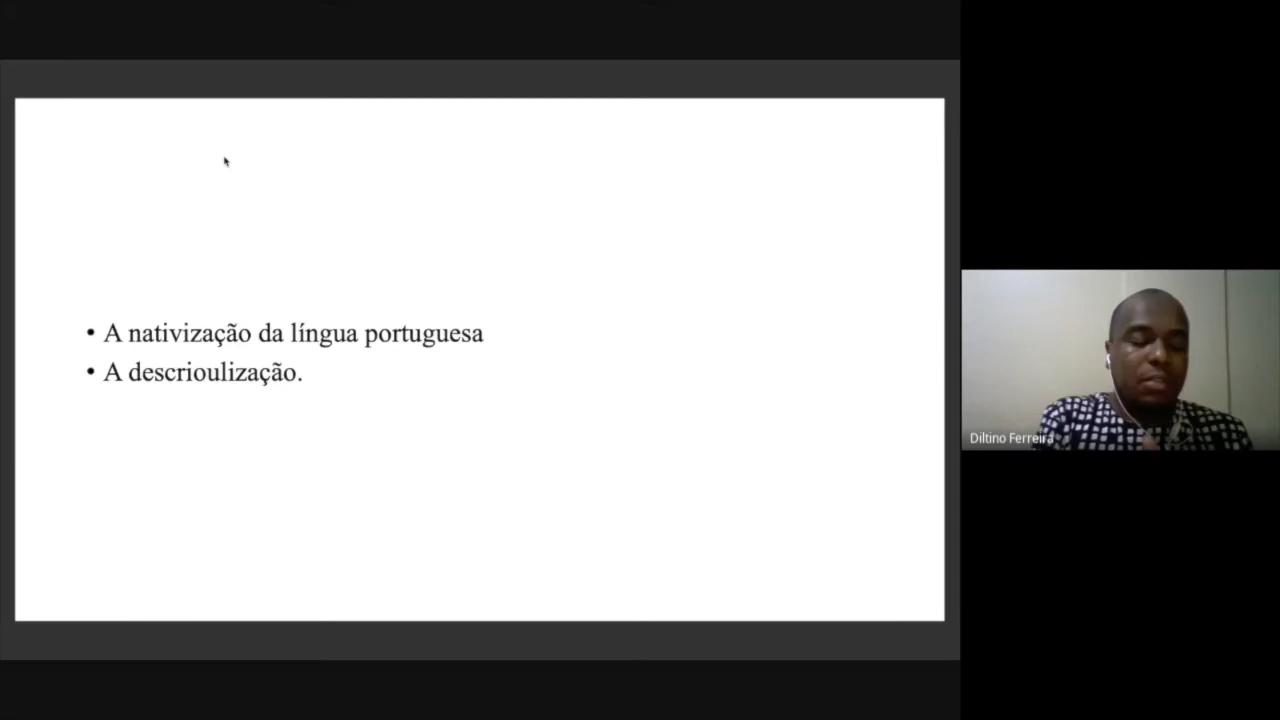 • A nativização da língua portuguesa
• A descrioulização.
Diltino Ferreira